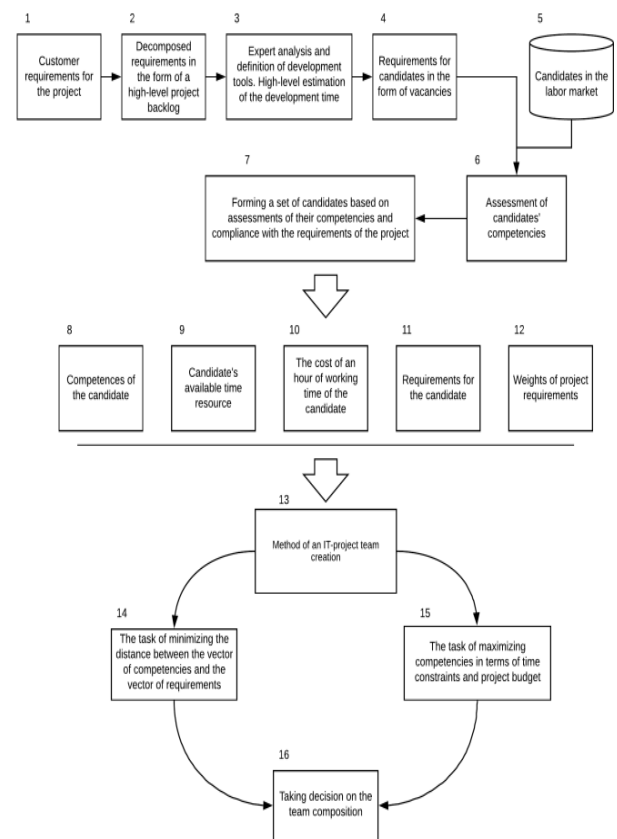 1
Customer
requirements for
the project
2
Decomposed
requirements in
the form of a
high-level project
backlog
3
Expert analysis and
definition of development
tools. High-level estimation
of the development time
4
Requirements for
candidates in the
form of vacancies
5
Candidates in the
labor market
7
Forming a set of candidates based on
assessments of their competencies and
compliance with the requirements of the project
6
Assessment of
candidates'
competencies
8
Competences of
the candidate
9
Candidate's
available time
resource
10
The cost of an
hour of working
time of the
candidate
11
Requirements for
the candidate
12
Weights of project
requirements
13
Method of an IT-project team
creation
14
The task of minimizing the
distance between the vector
of competencies and the
vector of requirements
15
The task of maximizing
competencies in terms of time
constraints and project budget
16
Taking decision on the
team composition